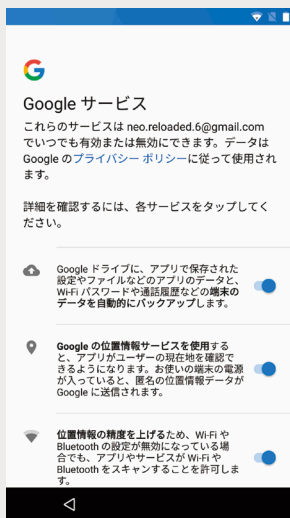 Google サービス
これらのサービスは neo.reloaded.6@gmail.com
でいつでも有効または無効にできます。データは
Google のプライバシー ポリシーに従って使用され
ます。
詳細を確認するには、各サービスをタップしてく
ださい。
Google ドライブに、アプリで保存された
設定やファイルなどのアプリのデータと、
Wi-Fi パスワードや通話履歴などの端末の
データを自動的にバックアップします。
Google の位置情報サービスを使用する
と、アプリがユーザーの現在地を確認で
きるようになります。お使いの端末の電源
が入っていると、匿名の位置情報データが
Google に送信されます。
位置情報の精度を上げるため、Wi-Fi や
Bluetooth の設定が無効になっている場
合でも、アプリやサービスが Wi-Fi や
Bluetooth をスキャンすることを許可しま
す。